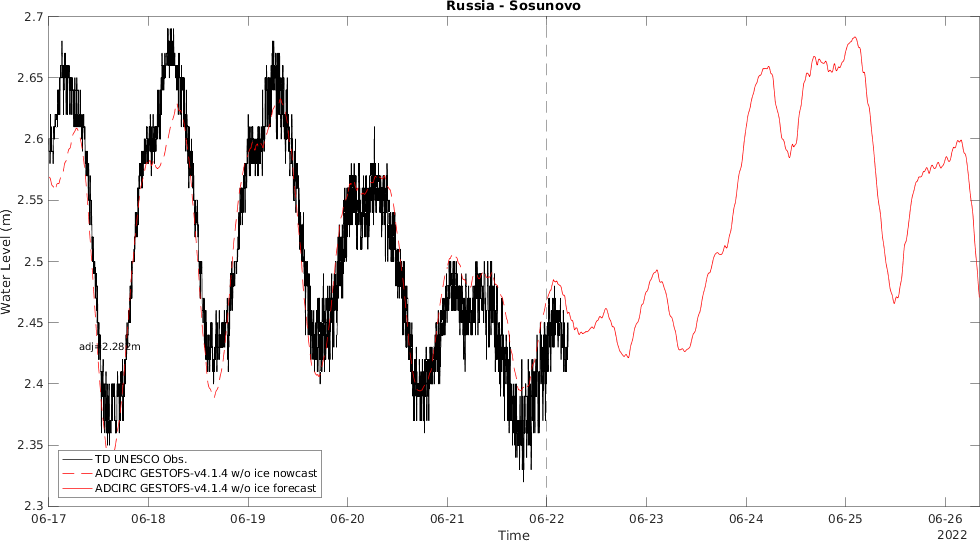 Russia - Sosunovo
2.7
2.65
2.6
2.55
2.5
2.45
2.4
2.35
2.3
Water Level (m)
adj=2.282m
TD UNESCO Obs.
ADCIRC GESTOFS-v4.1.4 w/o ice nowcast
ADCIRC GESTOFS-v4.1.4 w/o ice forecast
06-17 06-18 06-19 06-20 06-21 06-22 06-23 06-24 06-25 06-26
Time
2022